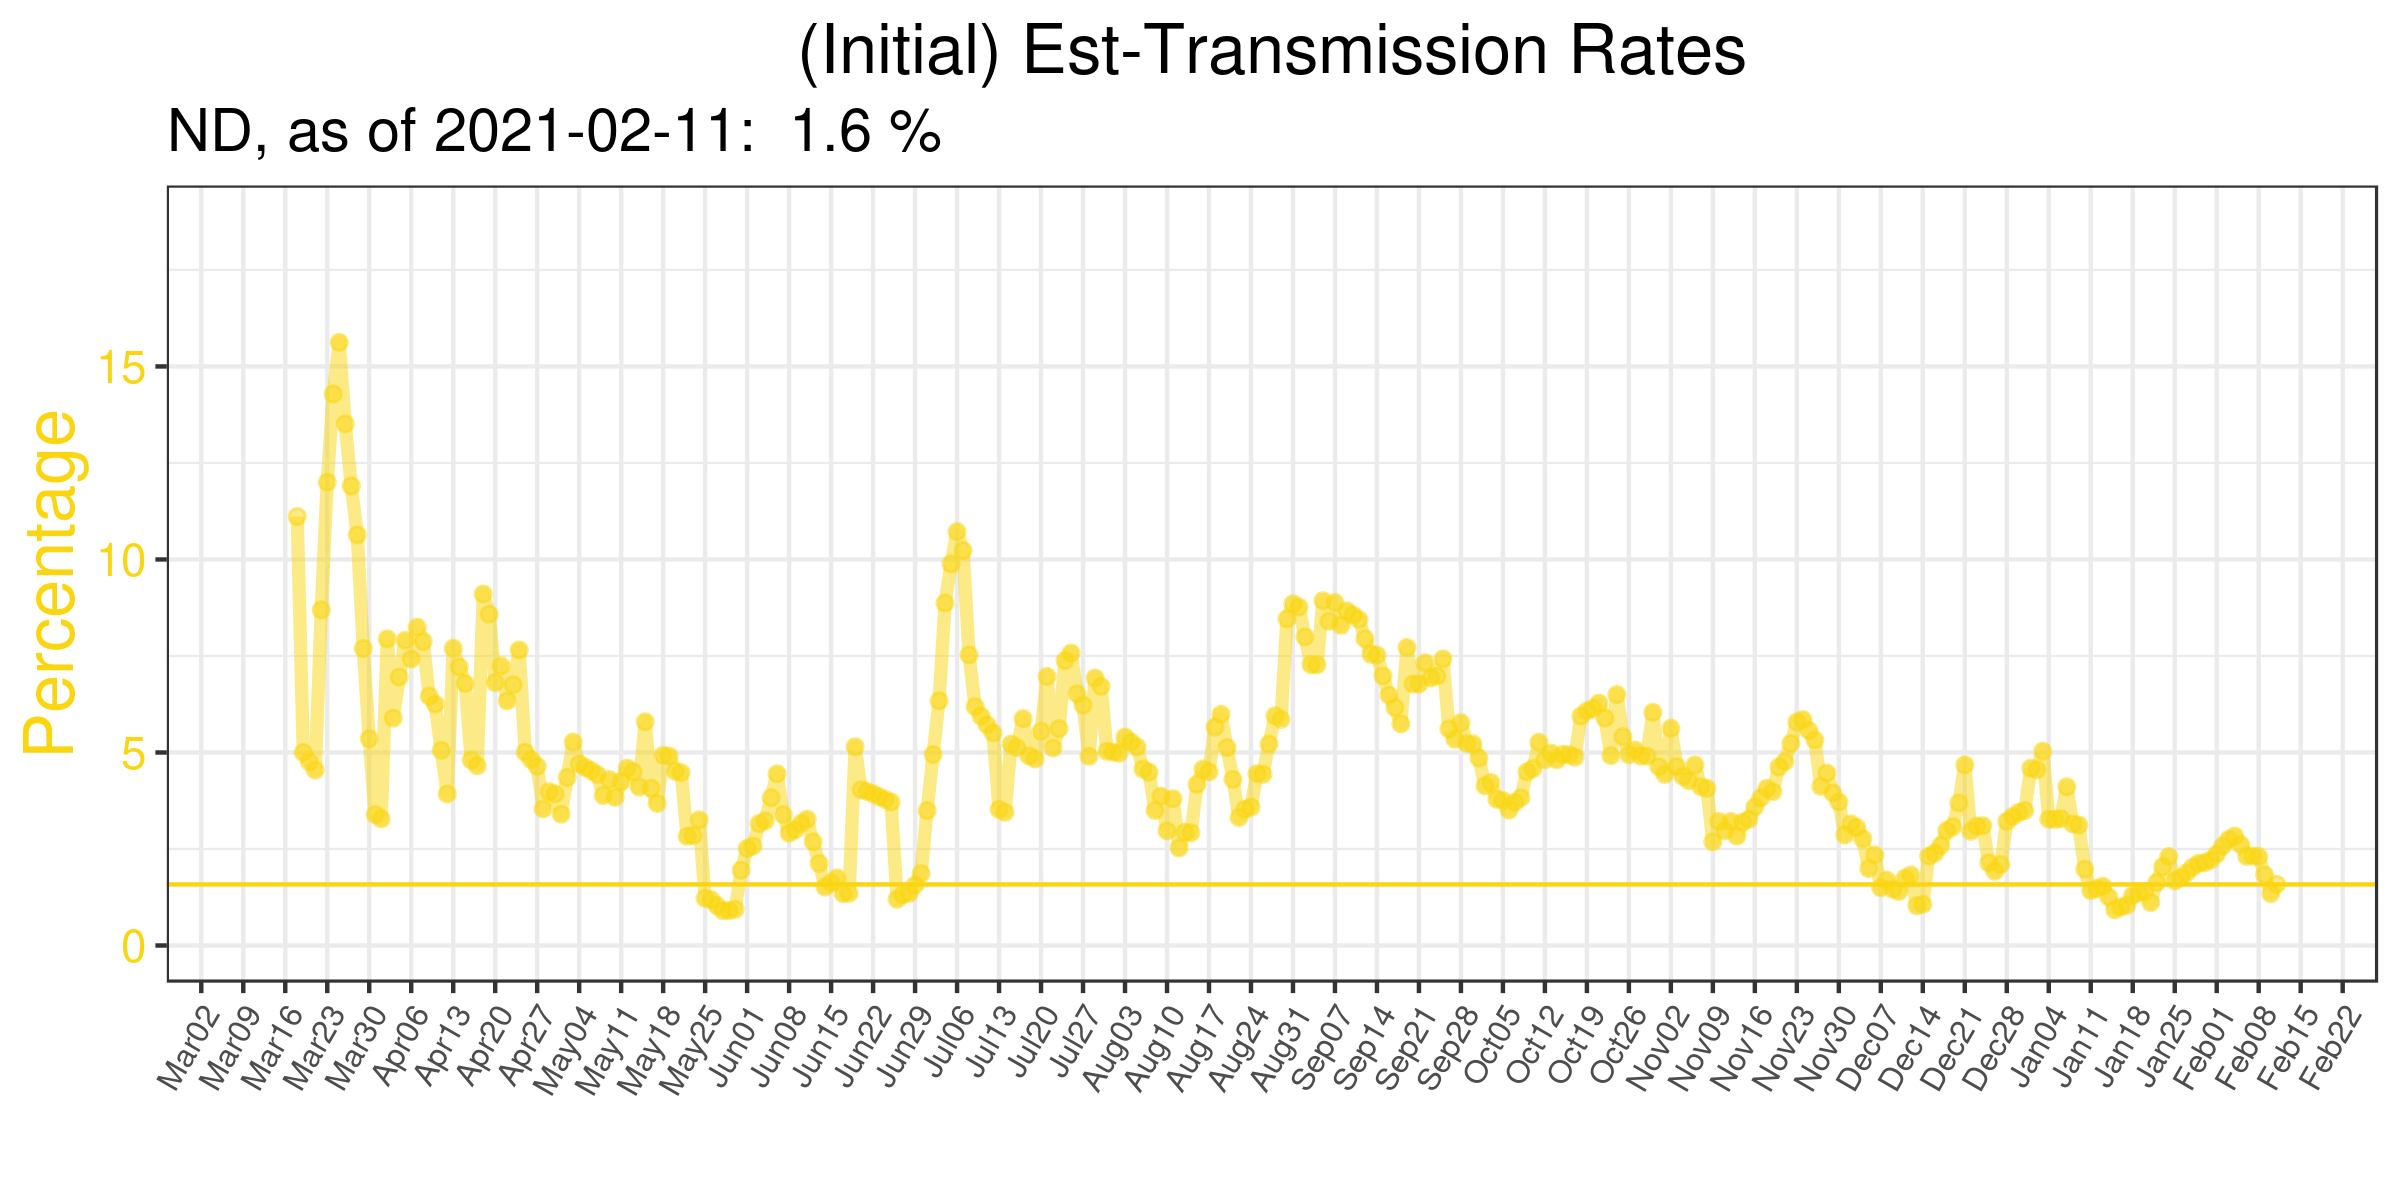 (Initial) Est-Transmission Rates
ND, as of 2021-02-11:  1.6 %
Percentage
15
10
5
0
Mar02
Mar09
Mar16
Mar23
Mar30
Apr06
Apr13
Apr20
Apr27
May04
May11
May18
May25
Jun01
Jun08
Jun15
Jun22
Jun29
Jul06
Jul13
Jul20
Jul27
Aug03
Aug10
Aug17
Aug24
Aug31
Sep07
Sep14
Sep21
Sep28
Oct05
Oct12
Oct19
Oct26
Nov02
Nov09
Nov16
Nov23
Nov30
Dec07
Dec14
Dec21
Dec28
Jan04
Jan11
Jan18
Jan25
Feb01
Feb08
Feb15
Feb22